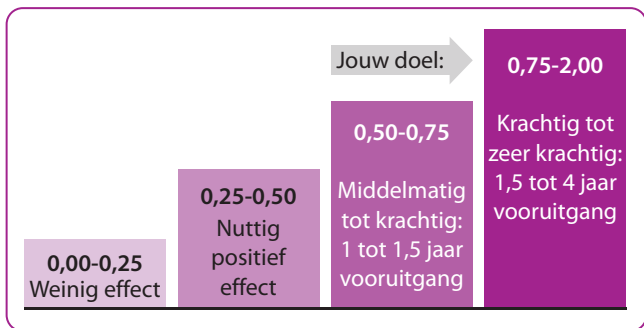 Jouw doel:
0,75-2,00
Krachtig tot
zeer krachtig:
1,5 tot 4 jaar
vooruitgang
0,50-0,75
Middelmatig
tot krachtig:
1 tot 1,5 jaar
vooruitgang
0,25-0,50
Nuttig
positief
effect
0,00-0,25
Weinig effect